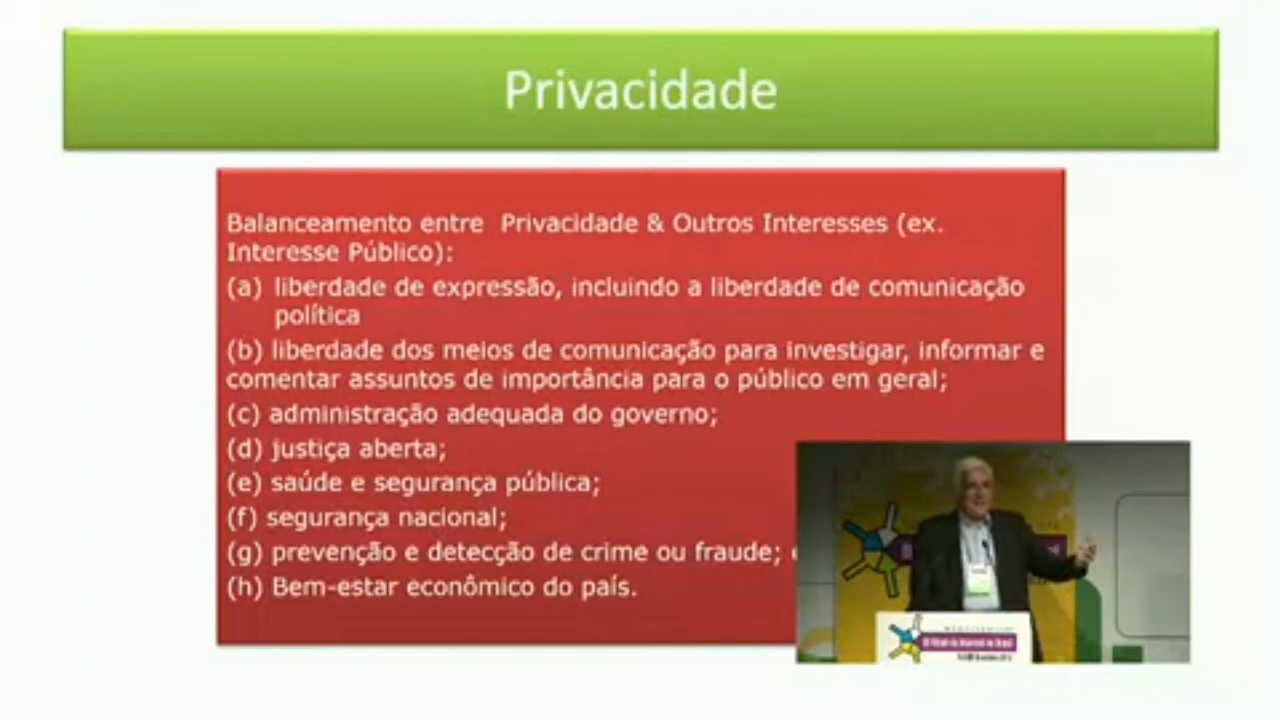 Privacidade
Balanceamento entre Privacidade & Outros Interesses (ex.
Interesse Público):
(a) liberdade de expressão, incluindo a liberdade de comunicação
política
(b) liberdade dos meios de comunicação para investigar, informar e
comentar assuntos de importância para o público em geral;
(c) administração adequada do governo;
(d) justiça aberta;
(e) saúde e segurança pública;
(f) segurança nacional;
(g) prevenção e detecção de crime ou fraude;
(h) Bem-estar econômico do país.